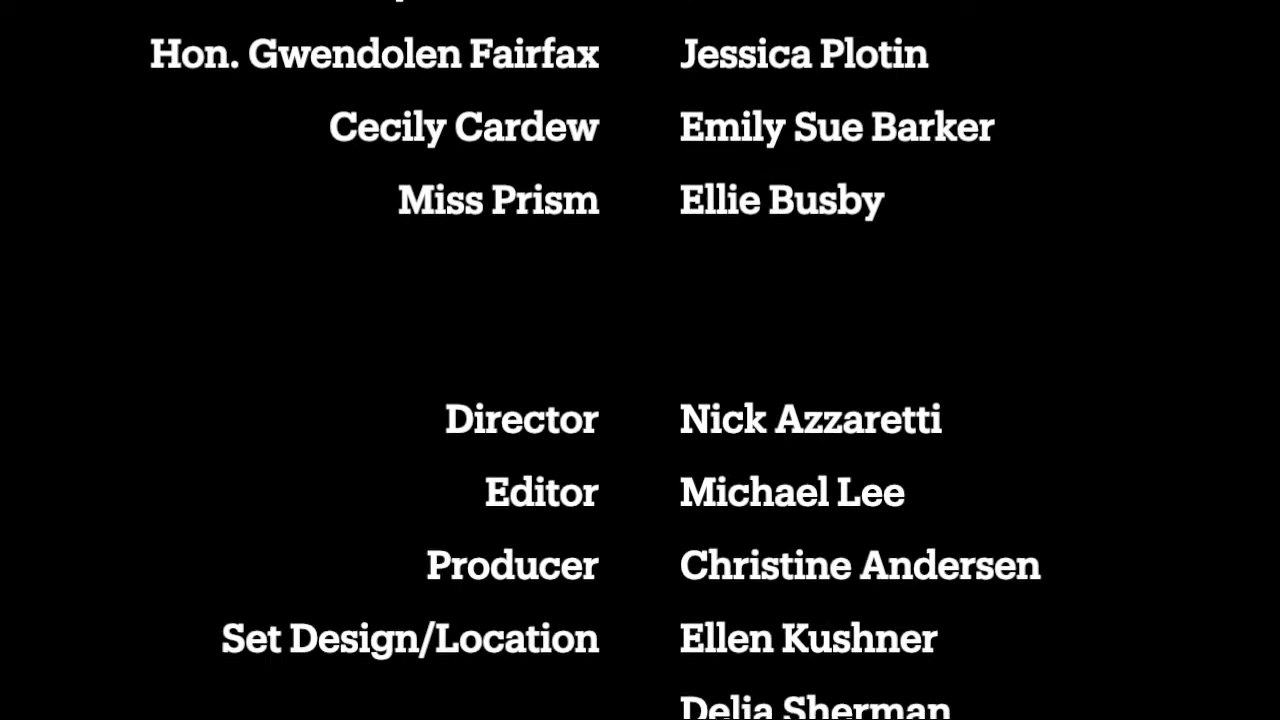 Hon. Gwendolen Fairfax Jessica Plotin
Cecily Cardew Emily Sue Barker
Miss Prism Ellie Busby
Director Nick Azzaretti
Editor Michael Lee
Producer Christine Andersen
Set Design/Location Ellen Kushner
Delia Sherman